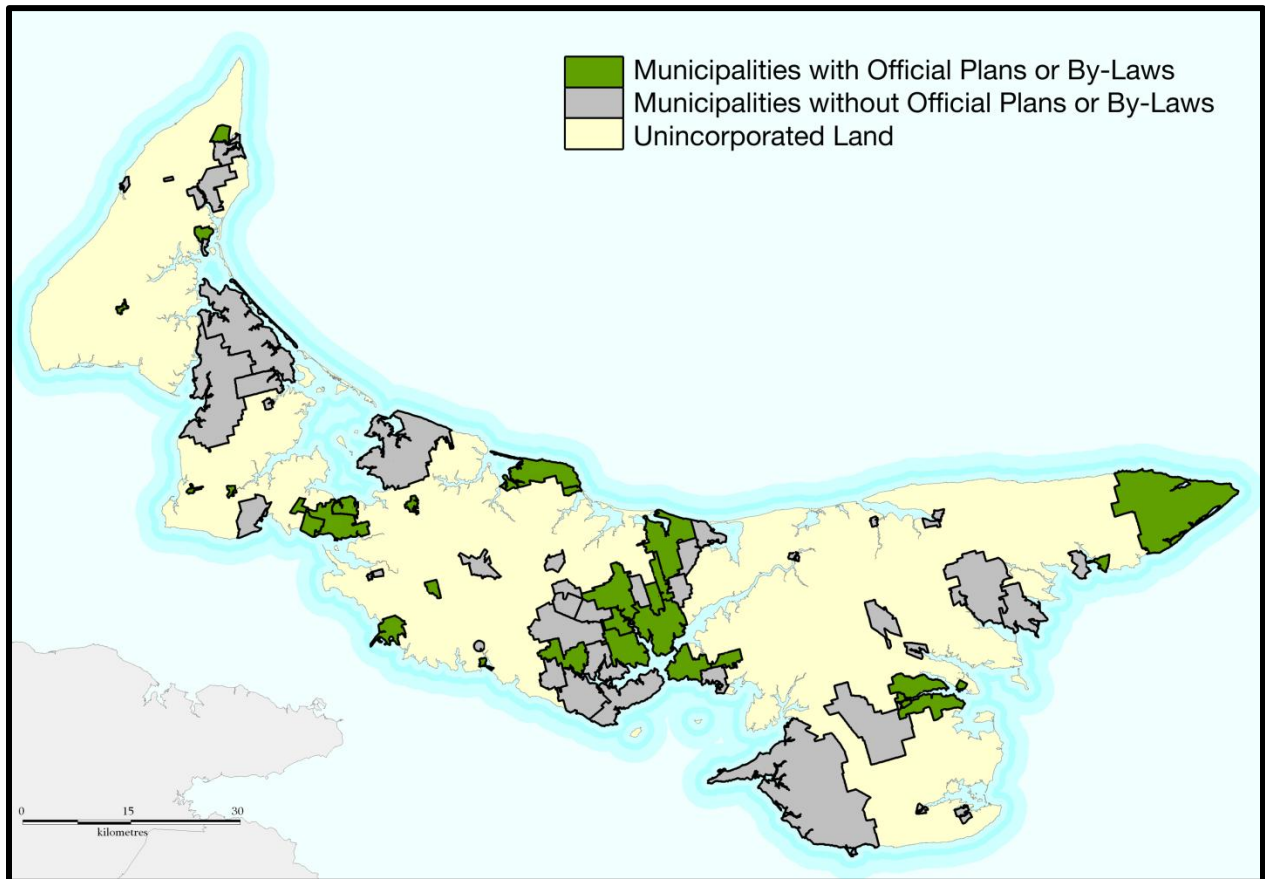 Municipalities with Official Plans or By-Laws
Municipalities without Official Plans or By-Laws
Unincorporated Land
0 15 30
kilometres